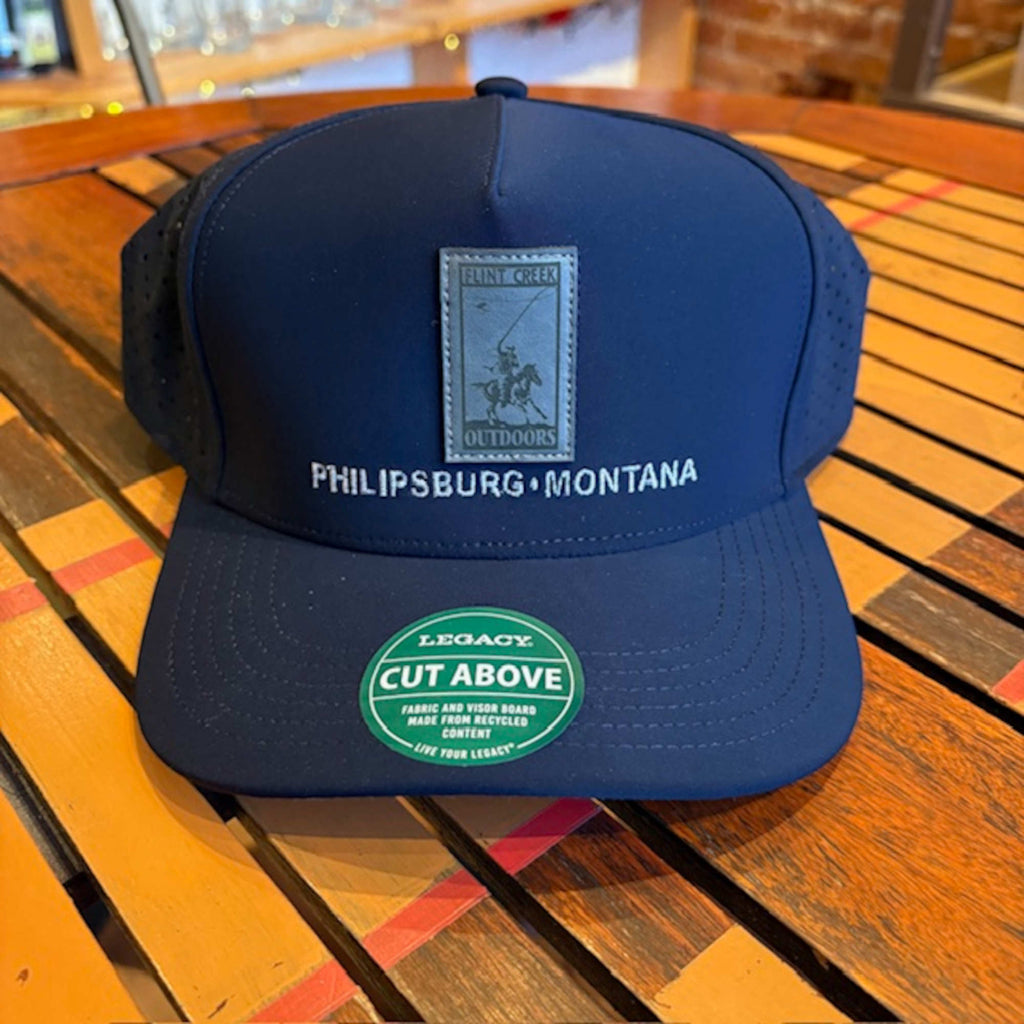 FLINT CREEK
OUTDOORS
PHILIPSBURG • MONTANA
LEGACY®
CUT ABOVE
FABRIC AND VISOR BOARD
MADE FROM RECYCLED
CONTENT
LIVE YOUR LEGACY®